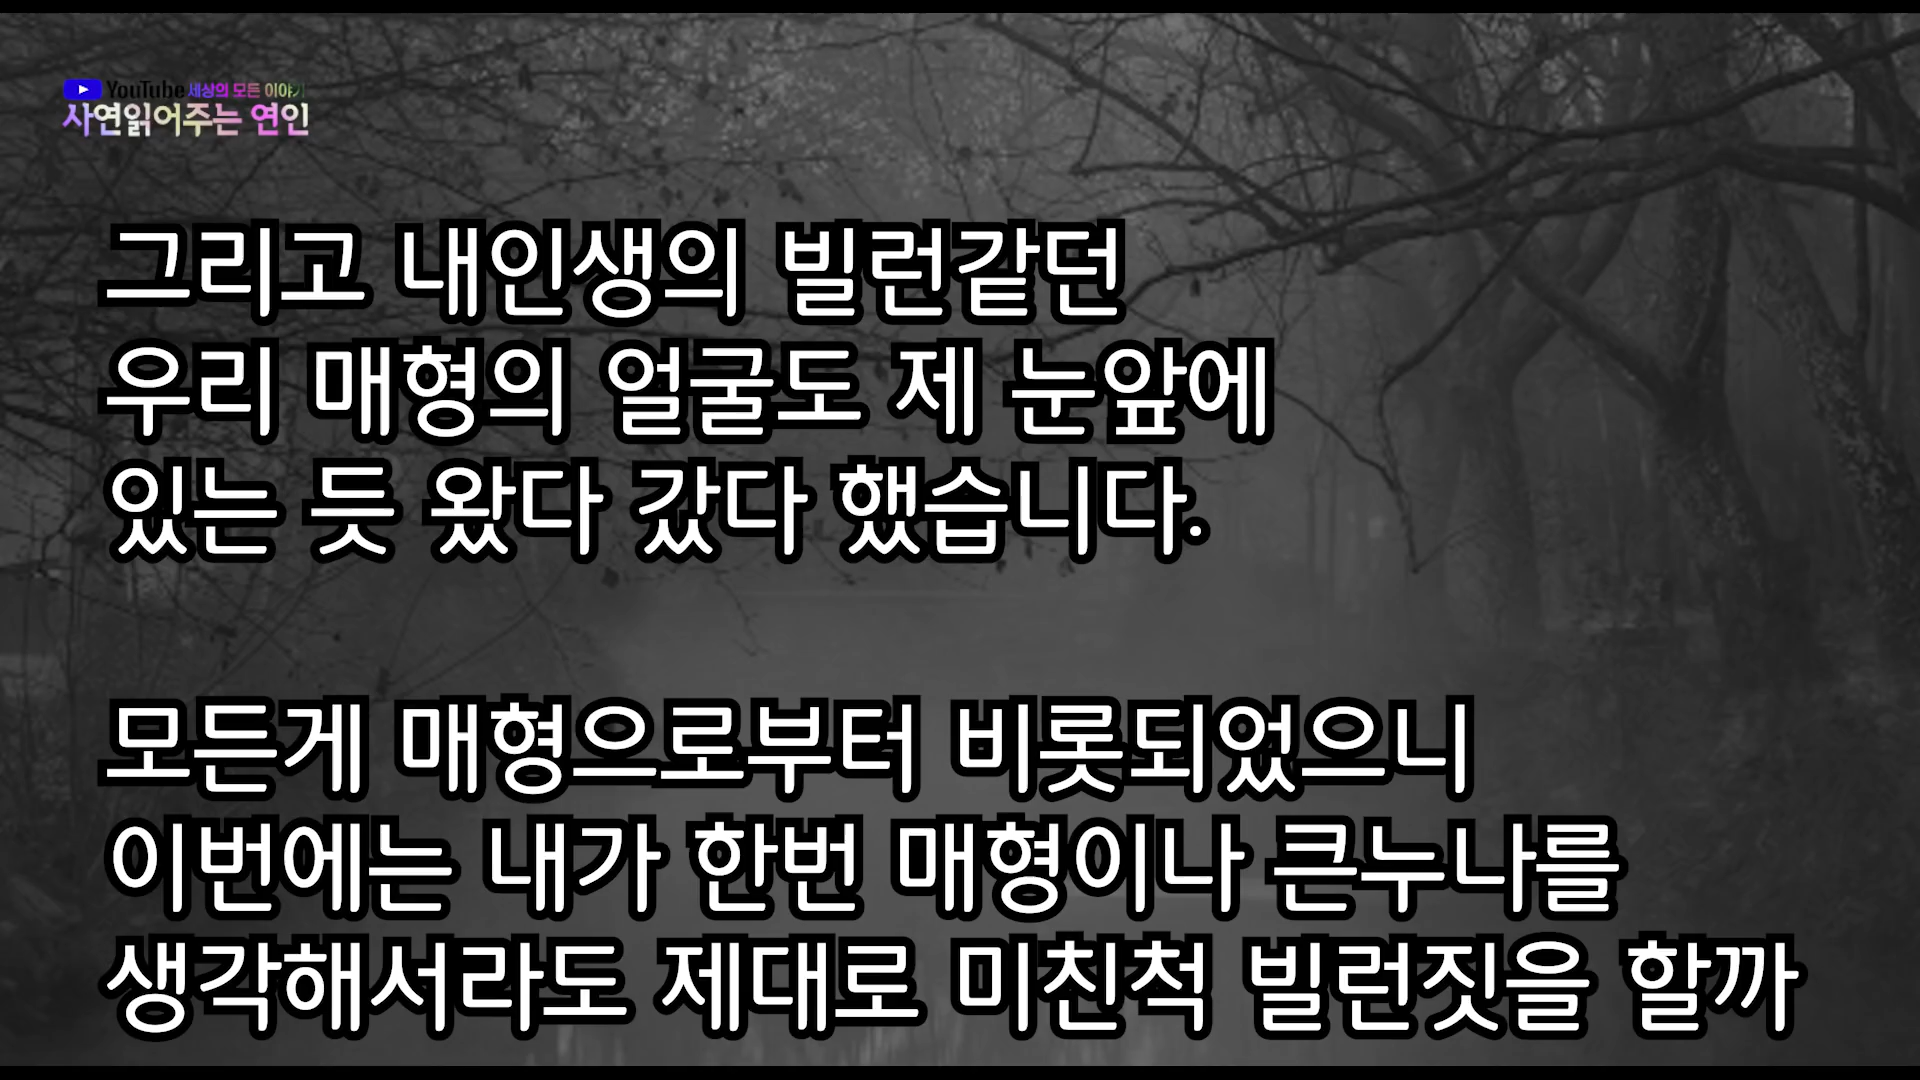 YouTube 세상의 모든 이야기
사연읽어주는 연인
그리고 내인생의 빌런같던
우리 매형의 얼굴도 제 눈앞에
있는 듯 왔다 갔다 했습니다.
모든게 매형으로부터 비롯되었으니
이번에는 내가 한번 매형이나 큰누나를
생각해서라도 제대로 미친척 빌런짓을 할까